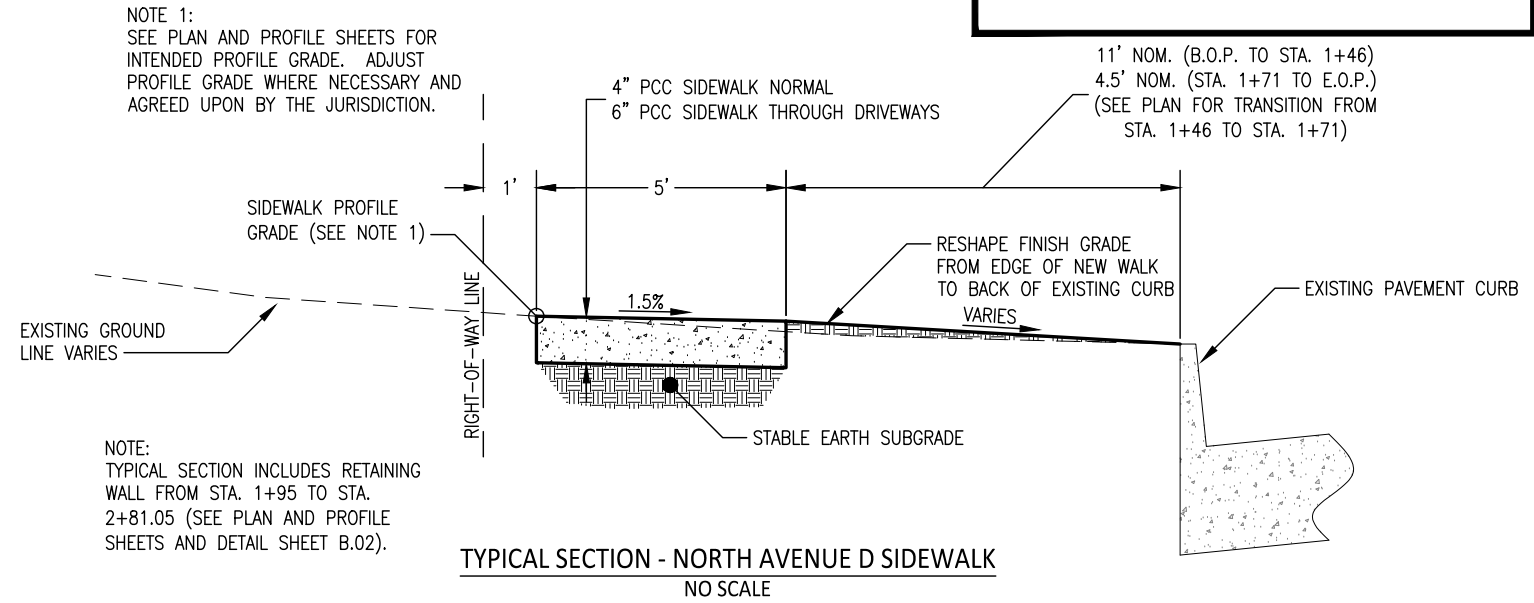 NOTE 1:
SEE PLAN AND PROFILE SHEETS FOR
INTENDED PROFILE GRADE. ADJUST
PROFILE GRADE WHERE NECESSARY AND
AGREED UPON BY THE JURISDICTION.
4" PCC SIDEWALK NORMAL
6" PCC SIDEWALK THROUGH DRIVEWAYS
11' NOM. (B.O.P. TO STA. 1+46)
4.5' NOM. (STA. 1+71 TO E.O.P.)
(SEE PLAN FOR TRANSITION FROM
STA. 1+46 TO STA. 1+71)
1'
5'
SIDEWALK PROFILE
GRADE (SEE NOTE 1)
RESHAPE FINISH GRADE
FROM EDGE OF NEW WALK
TO BACK OF EXISTING CURB
1.5%
VARIES
EXISTING PAVEMENT CURB
EXISTING GROUND
LINE VARIES
RIGHT-OF-WAY LINE
STABLE EARTH SUBGRADE
NOTE:
TYPICAL SECTION INCLUDES RETAINING
WALL FROM STA. 1+95 TO STA.
2+81.05 (SEE PLAN AND PROFILE
SHEETS AND DETAIL SHEET B.02).
TYPICAL SECTION - NORTH AVENUE D SIDEWALK
NO SCALE